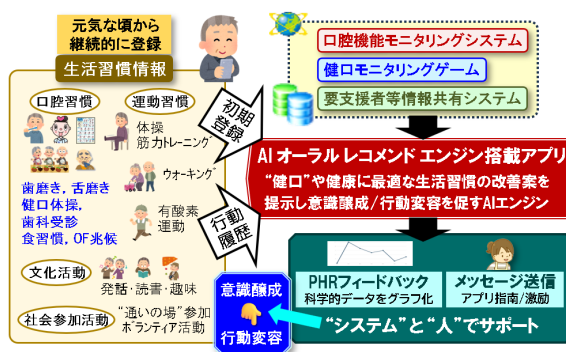 元気な頃から
継続的に登録
生活習慣情報
口腔習慣
運動習慣
体操
筋力トレーニング
ウォーキング
歯磨き，舌磨き
健口体操，
歯科受診
食習慣，OF兆候
有酸素
運動
文化活動
発話・読書・趣味
社会参加活動
“通いの場”参加
ボランティア活動
初期
登録
行動
履歴
意識醸成
行動変容
口腔機能モニタリングシステム
健口モニタリングゲーム
要支援者等情報共有システム
AI オーラル レコメンド エンジン搭載アプリ
“健口”や健康に最適な生活習慣の改善案を
提示し意識醸成/行動変容を促すAIエンジン
PHRフィードバック
科学的データをグラフ化
メッセージ送信
アプリ指南/激励
“システム”と“人”でサポート